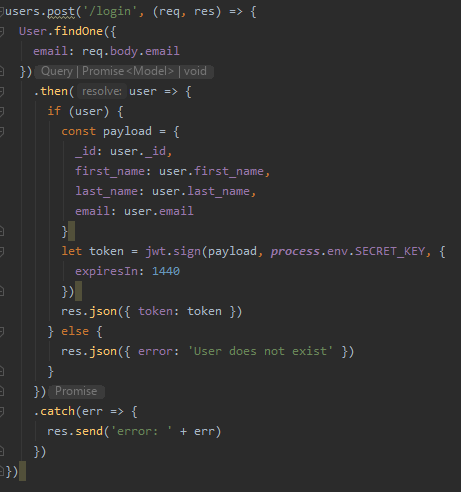 users.post('/login', (req, res) => {
  User.findOne({
    email: req.body.email
  }) Query | Promise<Model> | void
    .then( resolve: user => {
      if (user) {
        const payload = {
          _id: user._id,
          first_name: user.first_name,
          last_name: user.last_name,
          email: user.email
        }
        let token = jwt.sign(payload, process.env.SECRET_KEY, {
          expiresIn: 1440
        })
        res.json({ token: token })
      } else {
        res.json({ error: 'User does not exist' })
      }
    }) Promise
    .catch(err => {
      res.send('error: ' + err)
    })
})